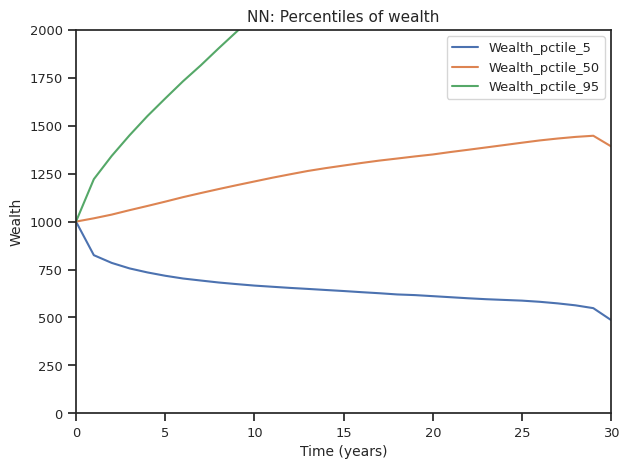 NN: Percentiles of wealth
Wealth_pctile_5
Wealth_pctile_50
Wealth_pctile_95
Wealth
2000
1750
1500
1250
1000
750
500
250
0
0 5 10 15 20 25 30
Time (years)